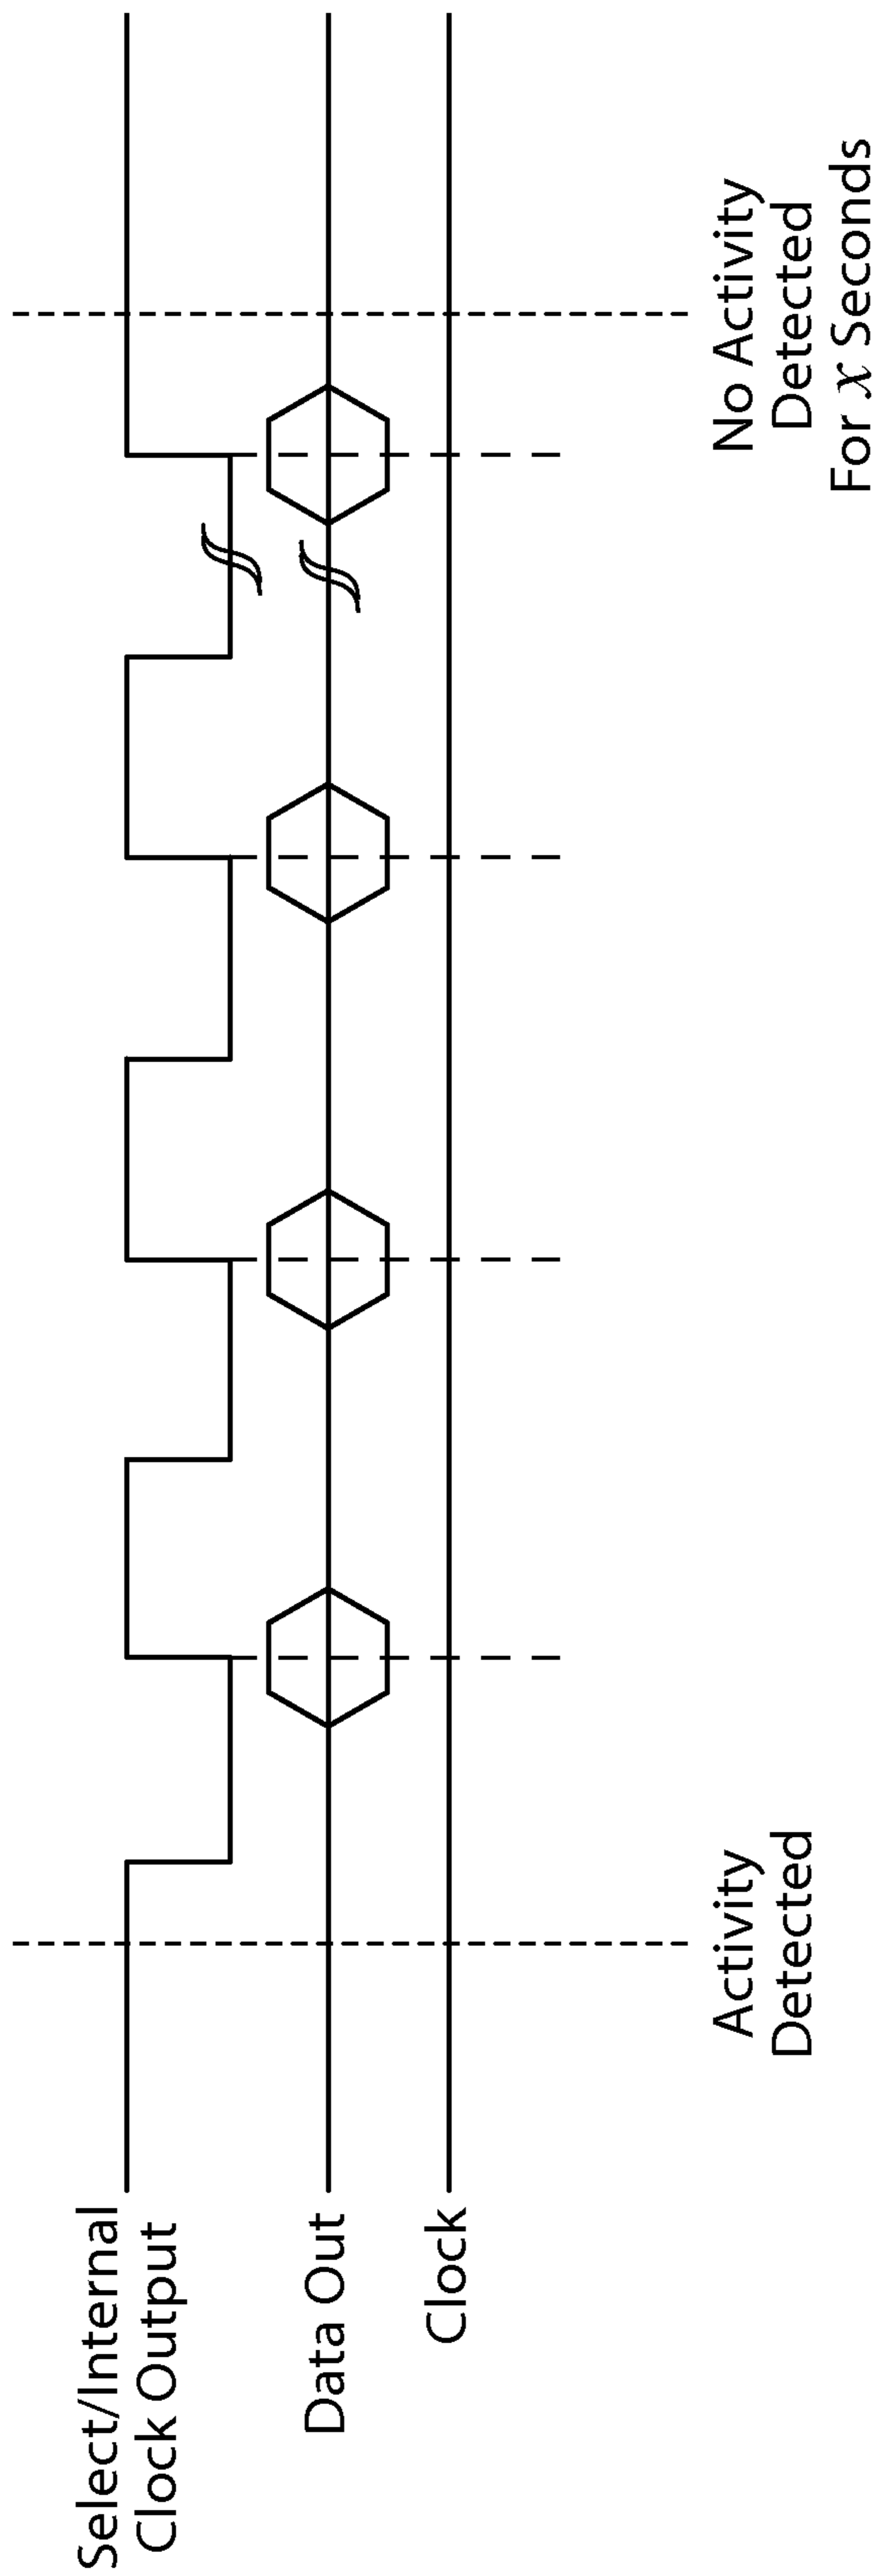 Select/Internal
Clock Output
Data Out
Clock
Activity
Detected
No Activity
Detected
For x Seconds